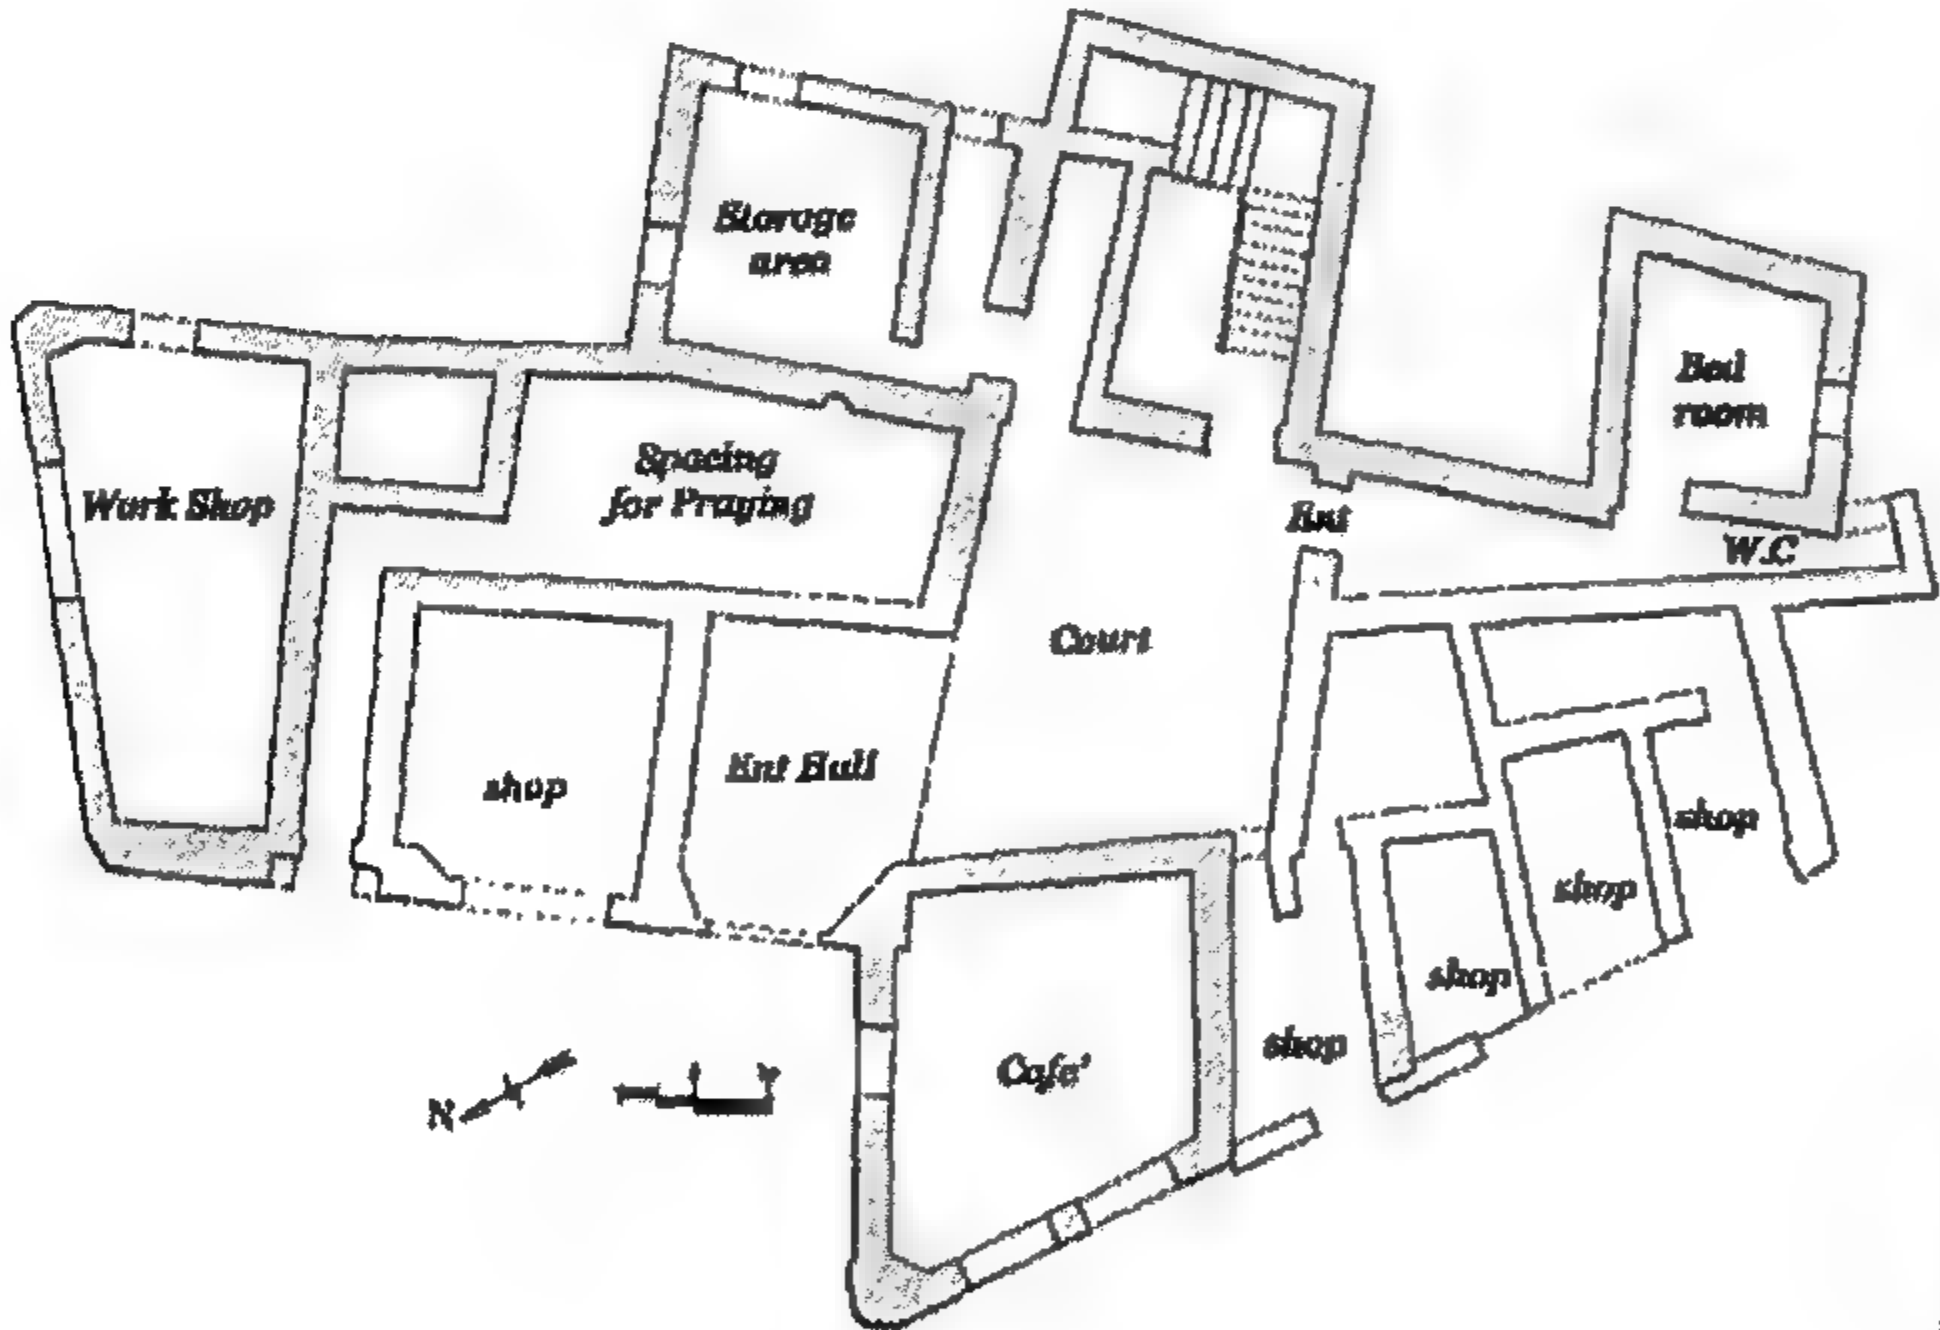 Storage
area
Bed
room
Work Shop
Spacing
for Praying
Ent
W.C
Court
shop
Ent Hall
shop
shop
shop
shop
Cafe'
N